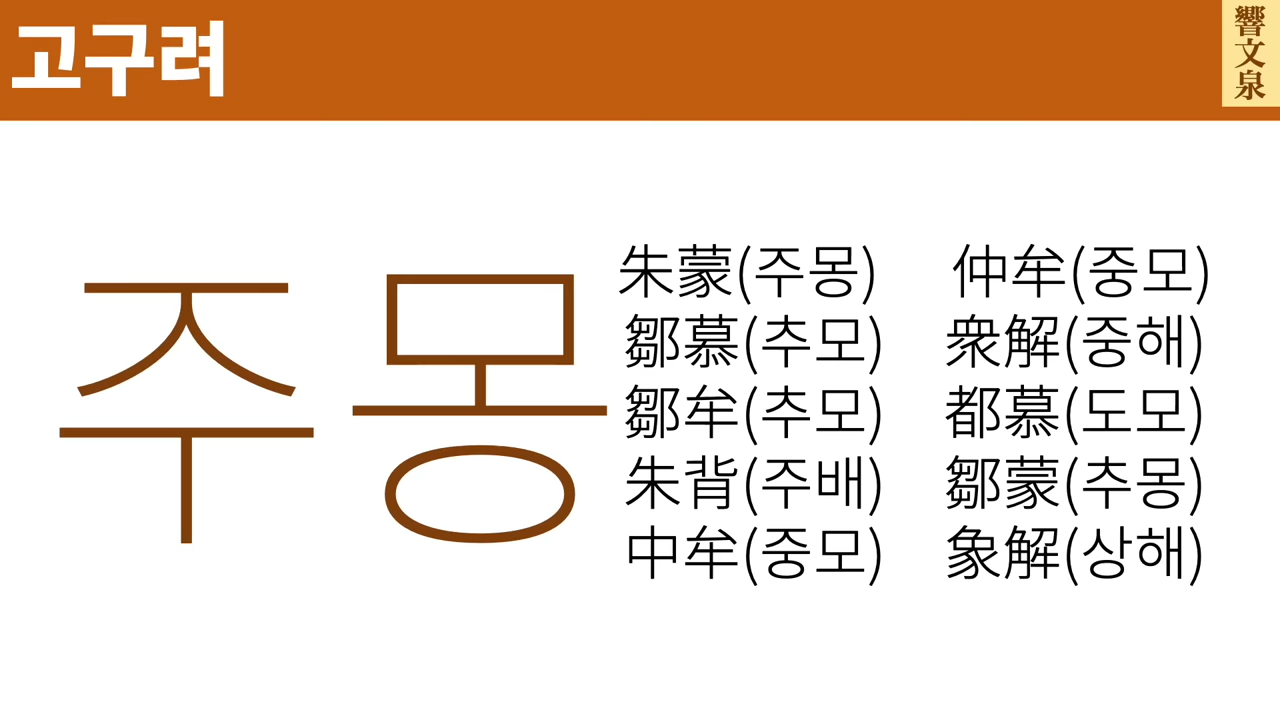 고구려
響文泉
주몽
朱蒙(주몽)
鄒慕(추모)
鄒牟(추모)
朱背(주배)
中牟(중모)
仲牟(중모)
衆解(중해)
都慕(도모)
鄒蒙(추몽)
象解(상해)